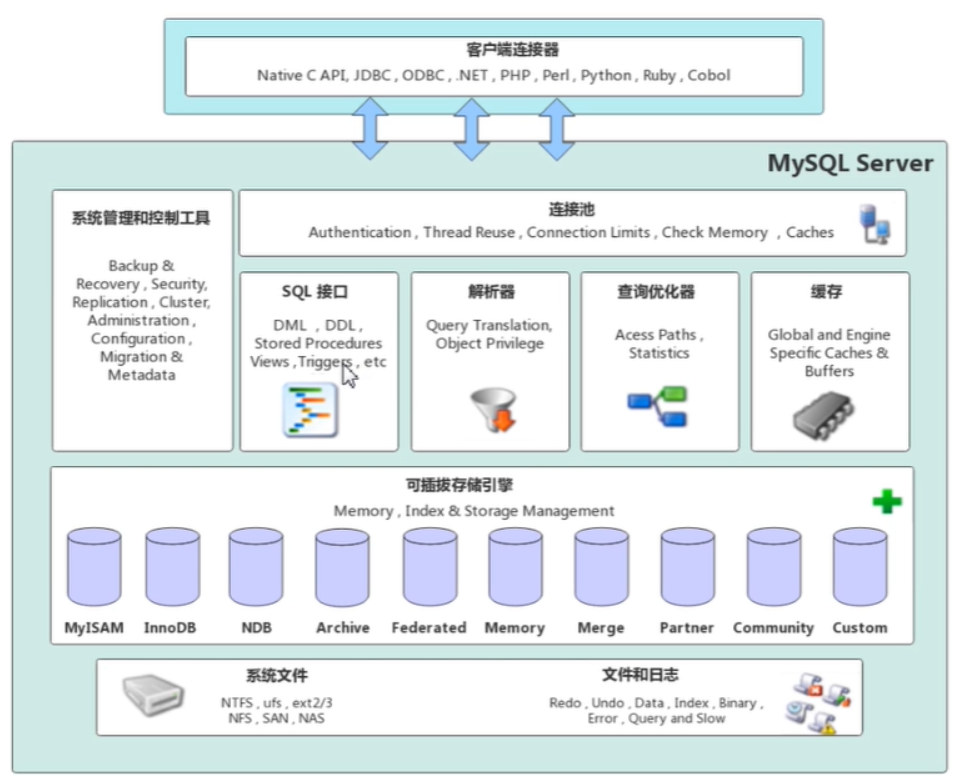 客户端连接器
Native C API, JDBC , ODBC , .NET , PHP , Perl , Python , Ruby , Cobol
MySQL Server
系统管理和控制工具
Backup &
Recovery , Security,
Replication , Cluster,
Administration ,
Configuration ,
Migration &
Metadata
连接池
Authentication , Thread Reuse , Connection Limits , Check Memory , Caches
SQL 接口
DML , DDL ,
Stored Procedures
Views ,Triggers , etc
解析器
Query Translation,
Object Privilege
查询优化器
Acess Paths ,
Statistics
缓存
Global and Engine
Specific Caches &
Buffers
可插拔存储引擎
Memory , Index & Storage Management
MyISAM InnoDB NDB Archive Federated Memory Merge Partner Community Custom
系统文件
NTFS , ufs , ext2/3
NFS , SAN , NAS
文件和日志
Redo , Undo , Data , Index , Binary ,
Error , Query and Slow